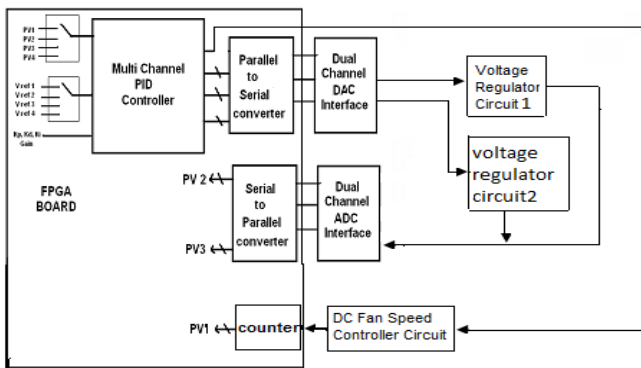 PV1
PV2
PV3
PV4
Vref 1
Vref 2
Vref 3
Vref 4
Kp, Kd, Ki
Gain
Multi Channel
PID
Controller
Parallel
to
Serial
converter
Dual
Channel
DAC
Interface
Voltage
Regulator
Circuit 1
voltage
regulator
circuit2
FPGA
BOARD
PV 2
PV3
Serial
to
Parallel
converter
Dual
Channel
ADC
Interface
PV1
counter
DC Fan Speed
Controller Circuit